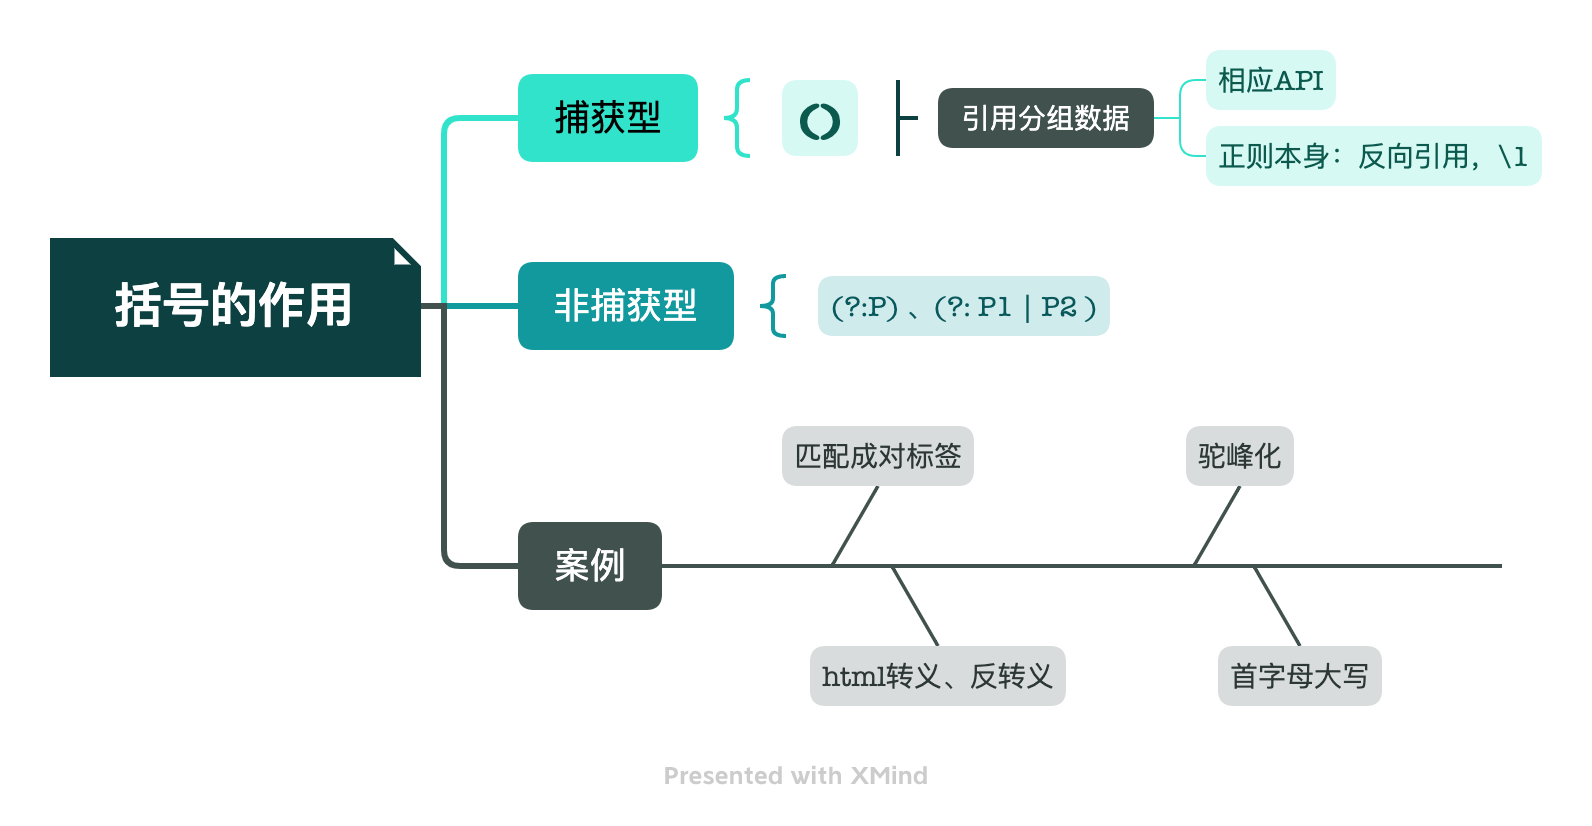 括号的作用
捕获型
()
引用分组数据
相应API
正则本身：反向引用，\1
非捕获型
(?:P) 、(?: P1 | P2 )
案例
匹配成对标签
驼峰化
html转义、反转义
首字母大写
Presented with XMind